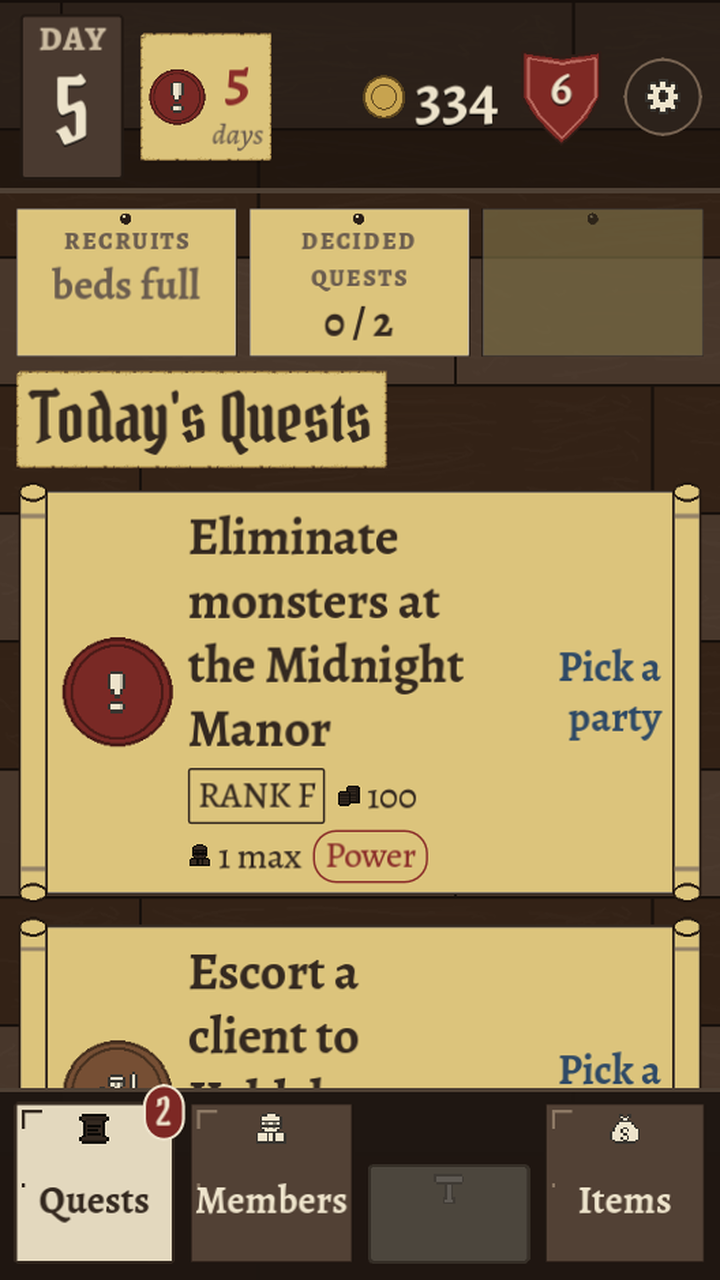 DAY
5
5
days
334
6
RECRUITS
beds full
DECIDED
QUESTS
0/2
Today's Quests
Eliminate
monsters at
the Midnight
Manor
Pick a
party
RANK F
100
1 max
Power
Escort a
client to
Pick a
2
Quests
Members
Items